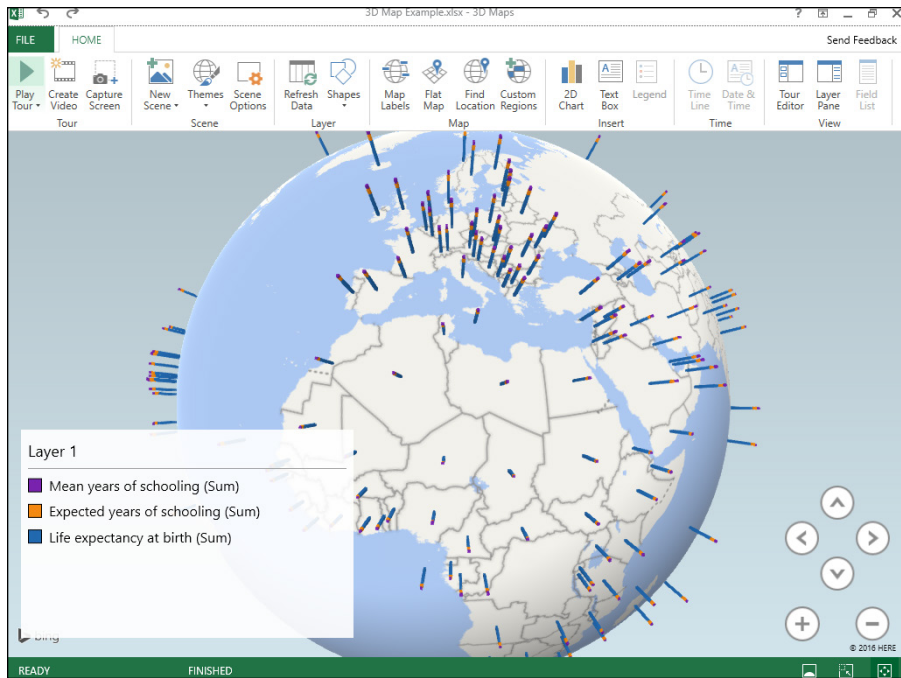 3D Map Example.xlsx - 3D Maps
FILE HOME Send Feedback
Play Tour
Create Video
Capture Screen
Tour
New Scene
Themes
Scene Options
Scene
Refresh Data
Shapes
Layer
Map Labels
Flat Map
Find Location
Custom Regions
Map
2D Chart
Text Box
Legend
Insert
Time Line
Date & Time
Time
Tour Editor
Layer Pane
Field List
View
Layer 1
Mean years of schooling (Sum)
Expected years of schooling (Sum)
Life expectancy at birth (Sum)
bing
© 2016 HERE
READY FINISHED